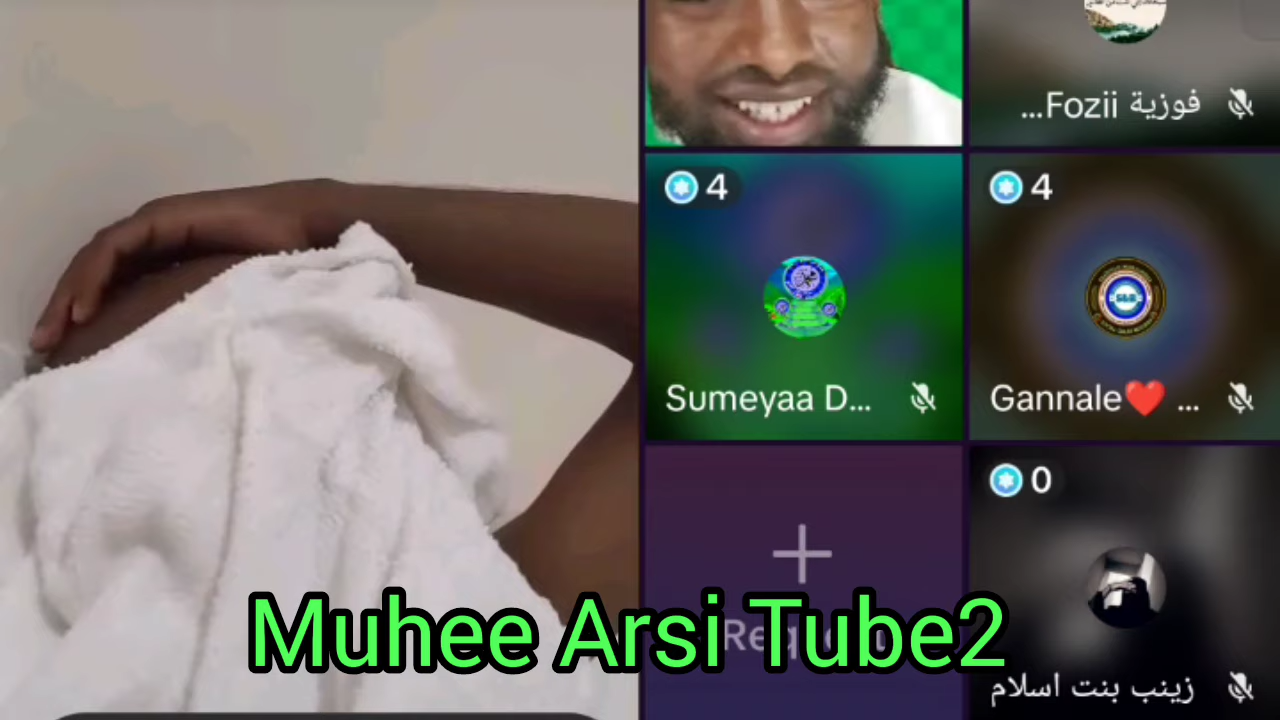 فوزية Fozii...
4
4
Sumeyaa D...
Gannale❤️ ...
0
Muhee Arsi Tube2
زينب بنت اسلام